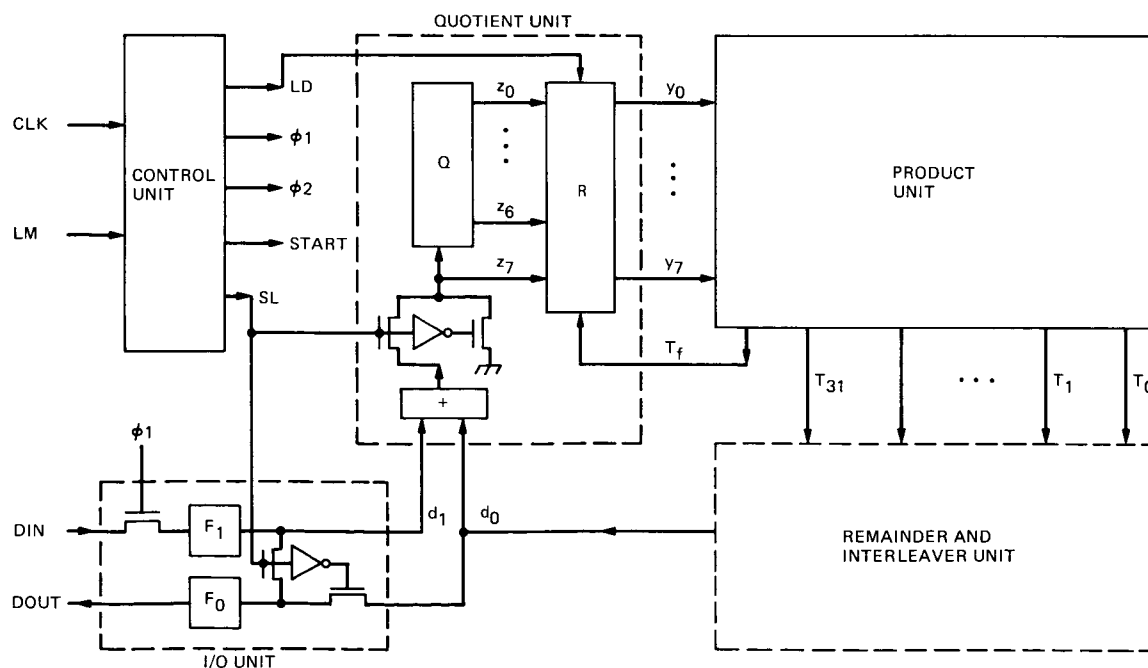 QUOTIENT UNIT
CLK
LM
CONTROL
UNIT
LD
ϕ1
ϕ2
START
SL
Q
z0
z6
z7
R
y0
y7
Tf
PRODUCT
UNIT
T31
T1
T0
+
ϕ1
DIN
F1
d1
d0
DOUT
F0
I/O UNIT
REMAINDER AND
INTERLEAVER UNIT